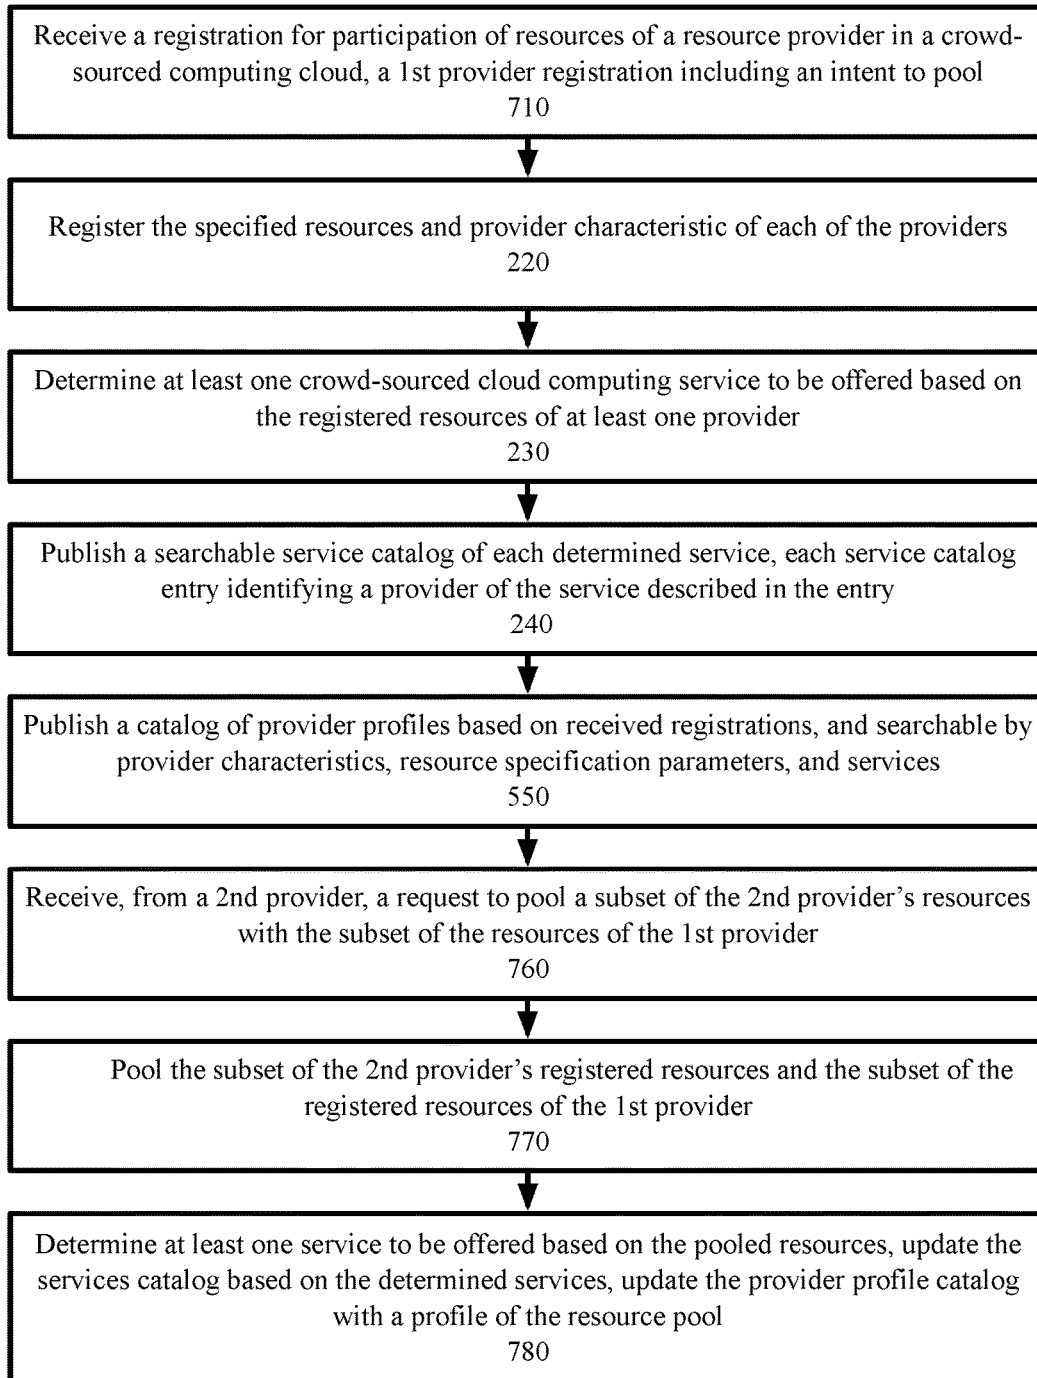 Receive a registration for participation of resources of a resource provider in a crowd-
sourced computing cloud, a 1st provider registration including an intent to pool
710
Register the specified resources and provider characteristic of each of the providers
220
Determine at least one crowd-sourced cloud computing service to be offered based on
the registered resources of at least one provider
230
Publish a searchable service catalog of each determined service, each service catalog
entry identifying a provider of the service described in the entry
240
Publish a catalog of provider profiles based on received registrations, and searchable by
provider characteristics, resource specification parameters, and services
550
Receive, from a 2nd provider, a request to pool a subset of the 2nd provider’s resources
with the subset of the resources of the 1st provider
760
Pool the subset of the 2nd provider’s registered resources and the subset of the
registered resources of the 1st provider
770
Determine at least one service to be offered based on the pooled resources, update the
services catalog based on the determined services, update the provider profile catalog
with a profile of the resource pool
780